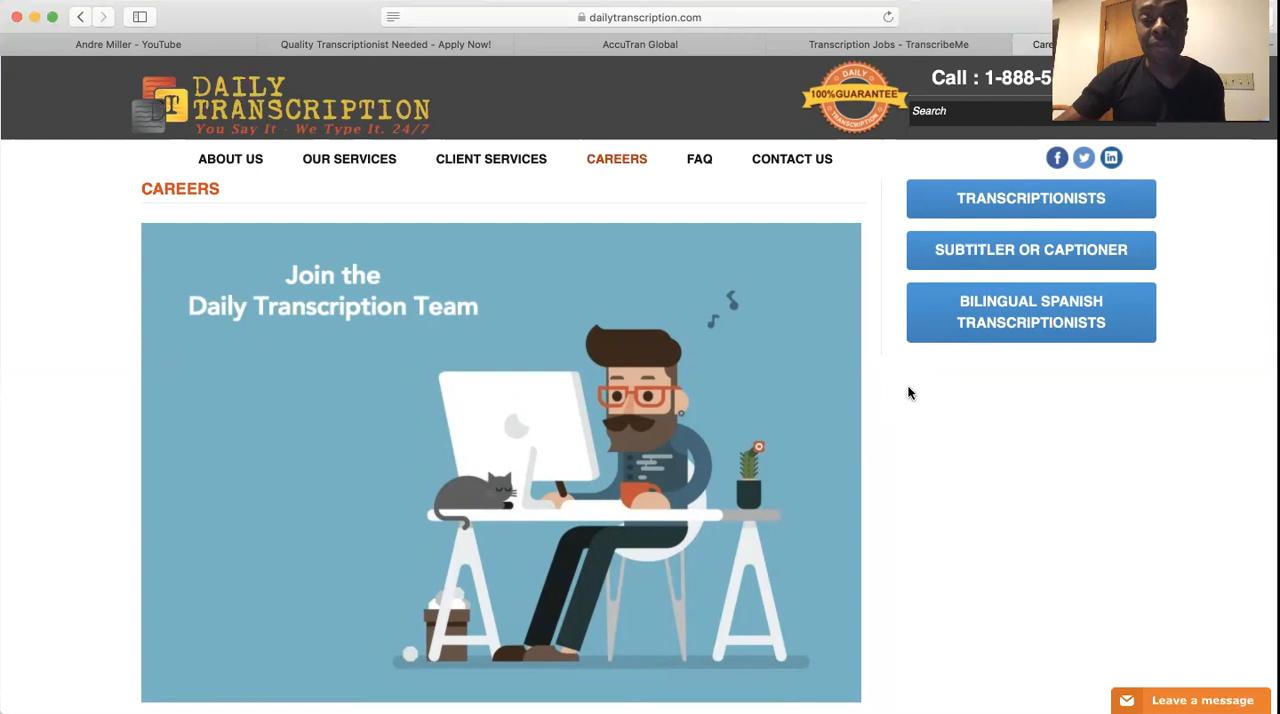 dailytranscription.com
Andre Miller - YouTube
Quality Transcriptionist Needed - Apply Now!
AccuTran Global
Transcription Jobs - TranscribeMe
DAILY
TRANSCRIPTION
You Say It - We Type It. 24/7
DAILY
100% GUARANTEE
TRANSCRIPTION
Call : 1-888-5
Search
ABOUT US
OUR SERVICES
CLIENT SERVICES
CAREERS
FAQ
CONTACT US
CAREERS
Join the
Daily Transcription Team
TRANSCRIPTIONISTS
SUBTITLER OR CAPTIONER
BILINGUAL SPANISH
TRANSCRIPTIONISTS
Leave a message